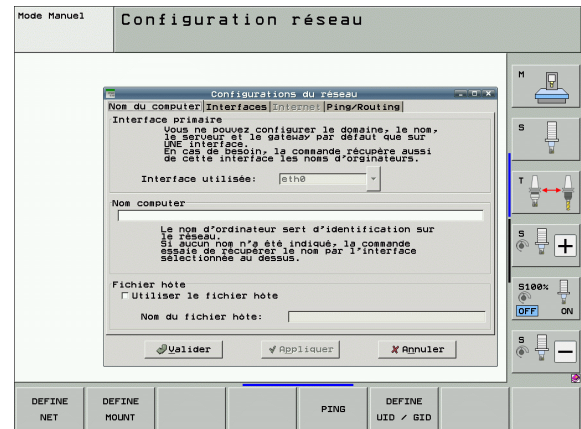 Mode Manuel
Configuration réseau
Configurations du réseau
Nom du computer Interfaces Internet Ping/Routing
Interface primaire
Vous ne pouvez configurer le domaine, le nom,
le serveur et le gateway par défaut que sur
UNE interface.
En cas de besoin, la commande récupère aussi
de cette interface les noms d'orginateurs.
Interface utilisée: eth0
Nom computer
Le nom d'ordinateur sert d'identification sur
le réseau.
Si aucun nom n'a été indiqué, la commande
essaie de récupérer le nom par l'interface
sélectionnée au dessus.
Fichier hôte
Utiliser le fichier hôte
Nom du fichier hôte:
Valider Appliquer Annuler
M
S
T
S
S100%
OFF ON
S
DEFINE NET
DEFINE MOUNT
PING
DEFINE UID / GID